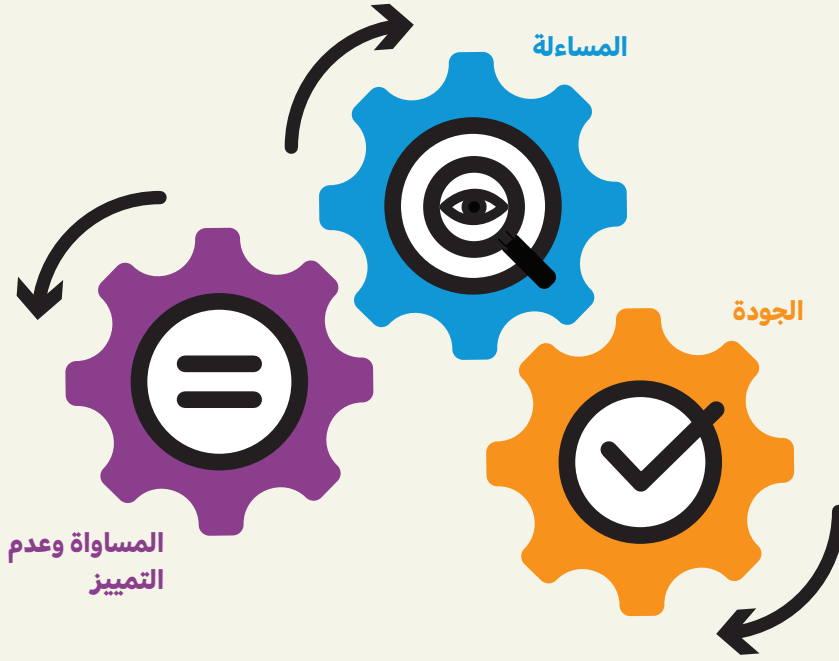 المساءلة
الجودة
المساواة وعدم
التمييز